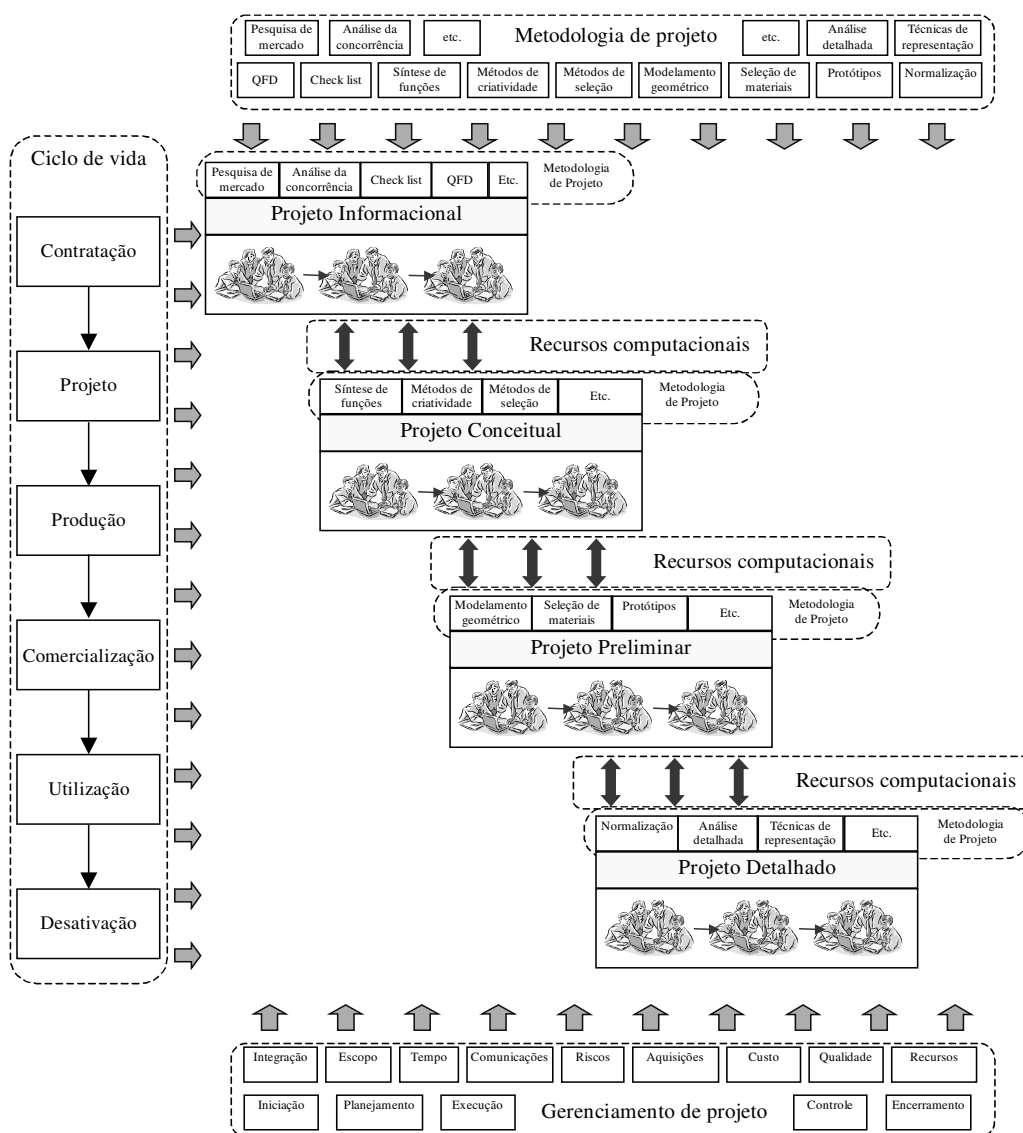 Pesquisa de
mercado
Análise da
concorrência
etc.
Metodologia de projeto
etc.
Análise
detalhada
Técnicas de
representação
QFD
Check list
Síntese de
funções
Métodos de
criatividade
Métodos de
seleção
Modelamento
geométrico
Seleção de
materiais
Protótipos
Normalização
Ciclo de vida
Contratação
Projeto
Produção
Comercialização
Utilização
Desativação
Pesquisa de
mercado
Análise da
concorrência
Check list
QFD
Etc.
Metodologia
de Projeto
Projeto Informacional
Recursos computacionais
Síntese de
funções
Métodos de
criatividade
Métodos de
seleção
Etc.
Metodologia
de Projeto
Projeto Conceitual
Recursos computacionais
Modelamento
geométrico
Seleção de
materiais
Protótipos
Etc.
Metodologia
de Projeto
Projeto Preliminar
Recursos computacionais
Normalização
Análise
detalhada
Técnicas de
representação
Etc.
Metodologia
de Projeto
Projeto Detalhado
Integração
Escopo
Tempo
Comunicações
Riscos
Aquisições
Custo
Qualidade
Recursos
Iniciação
Planejamento
Execução
Gerenciamento de projeto
Controle
Encerramento